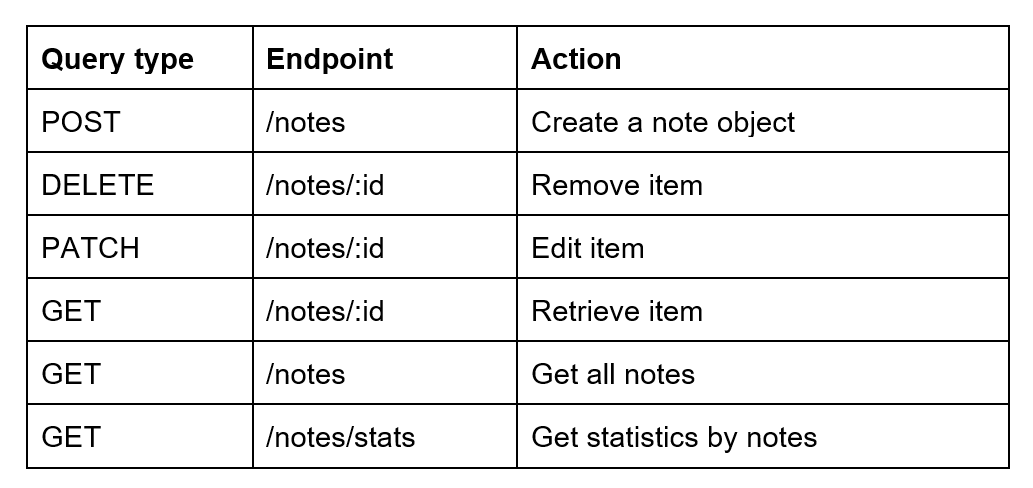 Query type Endpoint Action
POST /notes Create a note object
DELETE /notes/:id Remove item
PATCH /notes/:id Edit item
GET /notes/:id Retrieve item
GET /notes Get all notes
GET /notes/stats Get statistics by notes